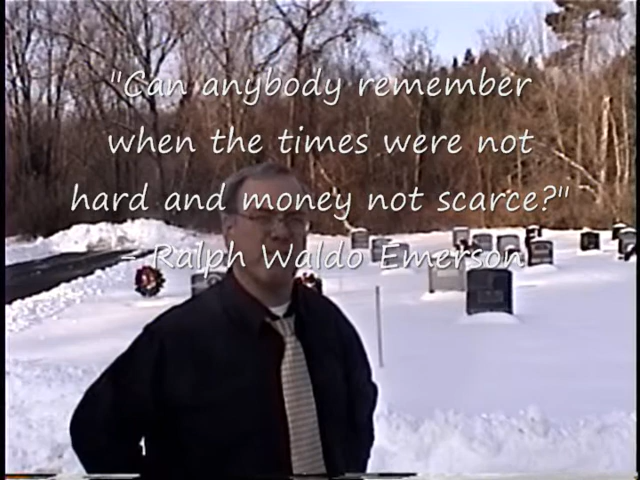 "Can anybody remember
when the times were not
hard and money not scarce?"
- Ralph Waldo Emerson